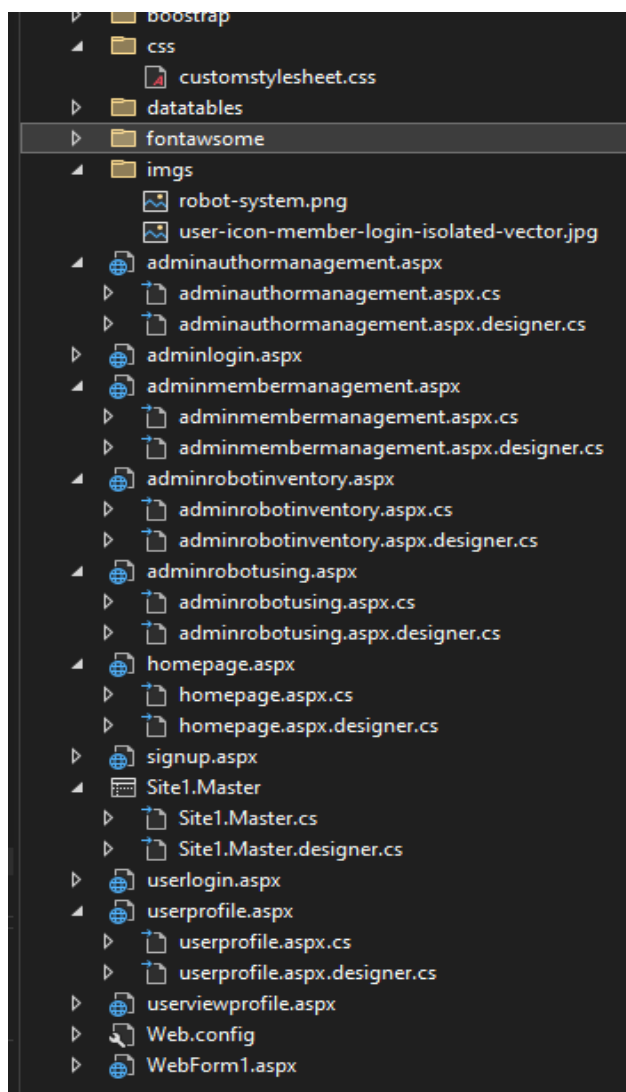 boostrap
css
customstylesheet.css
datatables
fontawsome
imgs
robot-system.png
user-icon-member-login-isolated-vector.jpg
adminauthormanagement.aspx
adminauthormanagement.aspx.cs
adminauthormanagement.aspx.designer.cs
adminlogin.aspx
adminmembermanagement.aspx
adminmembermanagement.aspx.cs
adminmembermanagement.aspx.designer.cs
adminrobotinventory.aspx
adminrobotinventory.aspx.cs
adminrobotinventory.aspx.designer.cs
adminrobotusing.aspx
adminrobotusing.aspx.cs
adminrobotusing.aspx.designer.cs
homepage.aspx
homepage.aspx.cs
homepage.aspx.designer.cs
signup.aspx
Site1.Master
Site1.Master.cs
Site1.Master.designer.cs
userlogin.aspx
userprofile.aspx
userprofile.aspx.cs
userprofile.aspx.designer.cs
userviewprofile.aspx
Web.config
WebForm1.aspx